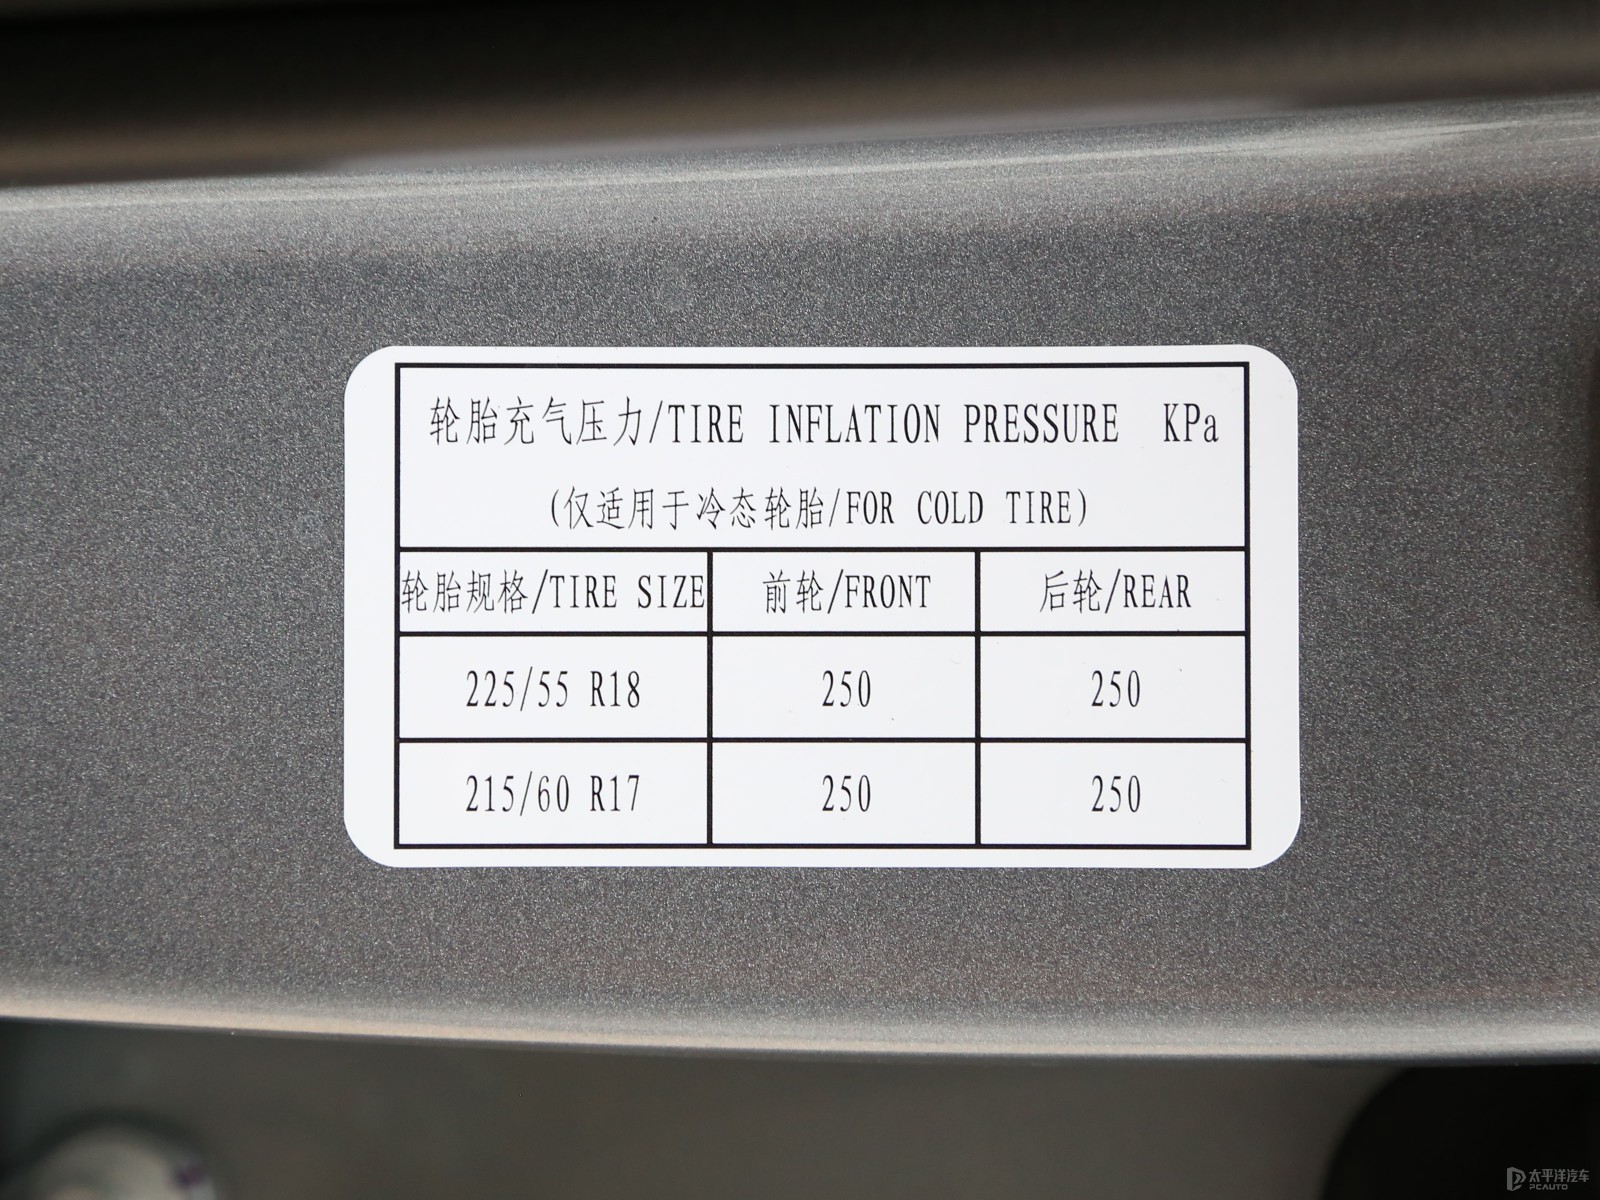 轮胎充气压力/TIRE INFLATION PRESSURE KPa
(仅适用于冷态轮胎/FOR COLD TIRE)
轮胎规格/TIRE SIZE 前轮/FRONT 后轮/REAR
225/55 R18 250 250
215/60 R17 250 250
太平洋汽车
PCAUTO